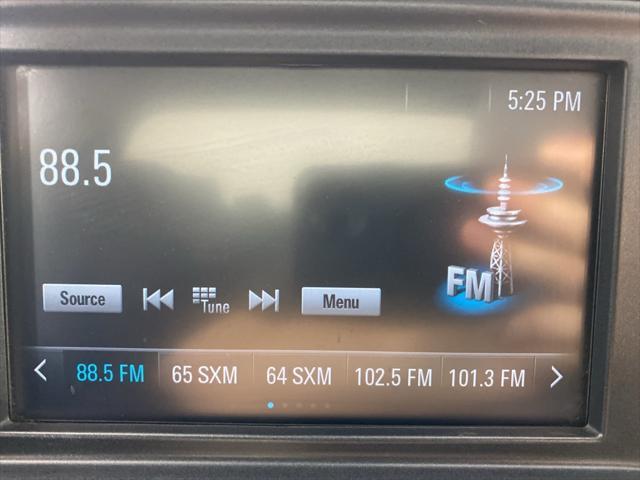 5:25 PM
88.5
FM
Source Tune Menu
88.5 FM 65 SXM 64 SXM 102.5 FM 101.3 FM